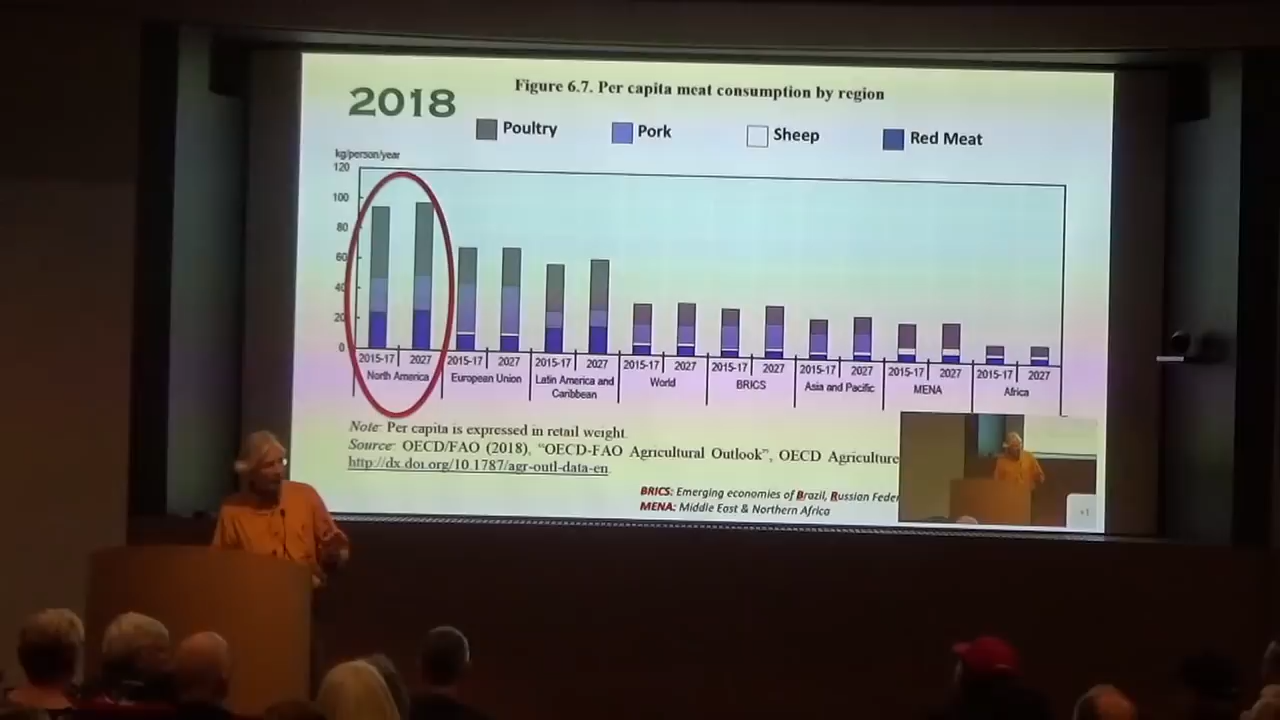 2018
Figure 6.7. Per capita meat consumption by region
Poultry Pork Sheep Red Meat
kg/person/year
120
100
80
60
40
20
0
2015-17 2027 2015-17 2027 2015-17 2027 2015-17 2027 2015-17 2027 2015-17 2027 2015-17 2027 2015-17 2027
North America European Union Latin America and Caribbean World BRICS Asia and Pacific MENA Africa
Note: Per capita is expressed in retail weight.
Source: OECD/FAO (2018), “OECD-FAO Agricultural Outlook”, OECD Agriculture
http://dx.doi.org/10.1787/agr-outl-data-en.
BRICS: Emerging economies of Brazil, Russian Feder
MENA: Middle East & Northern Africa
+1